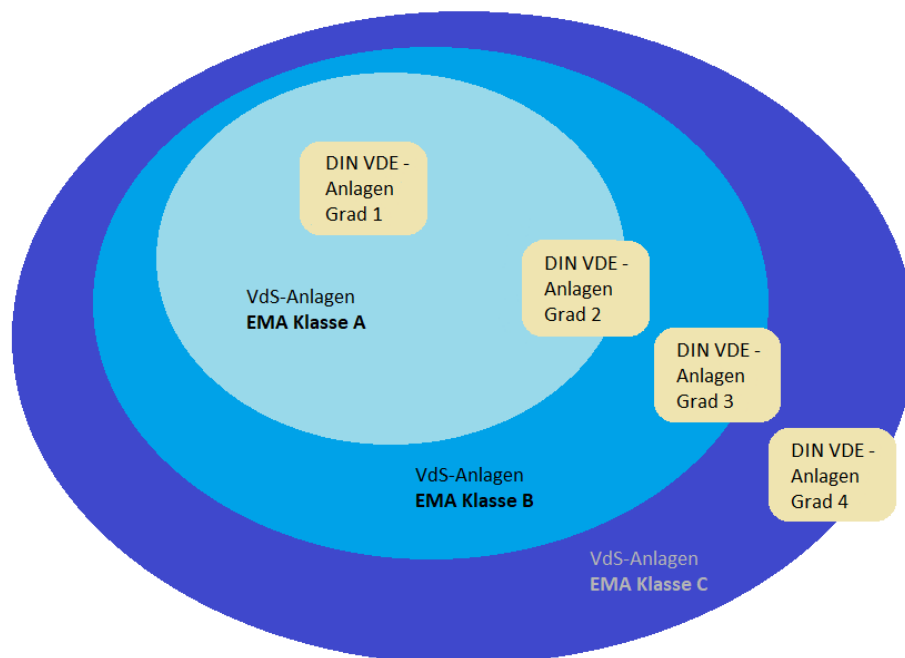 DIN VDE -
Anlagen
Grad 1
DIN VDE -
Anlagen
Grad 2
VdS-Anlagen
EMA Klasse A
DIN VDE -
Anlagen
Grad 3
DIN VDE -
Anlagen
Grad 4
VdS-Anlagen
EMA Klasse B
VdS-Anlagen
EMA Klasse C